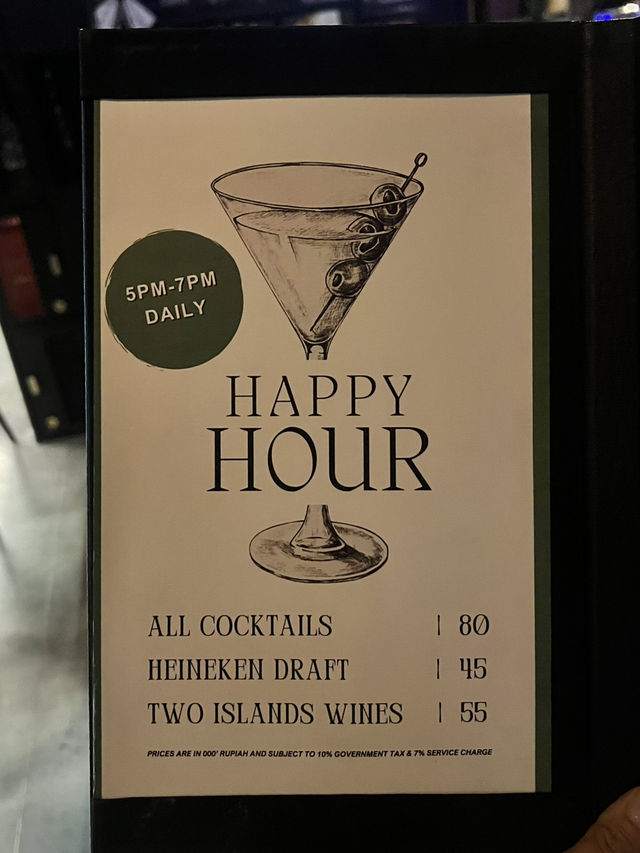 5PM-7PM
DAILY
HAPPY
HOUR
ALL COCKTAILS | 80
HEINEKEN DRAFT | 45
TWO ISLANDS WINES | 55
PRICES ARE IN 000' RUPIAH AND SUBJECT TO 10% GOVERNMENT TAX & 7% SERVICE CHARGE